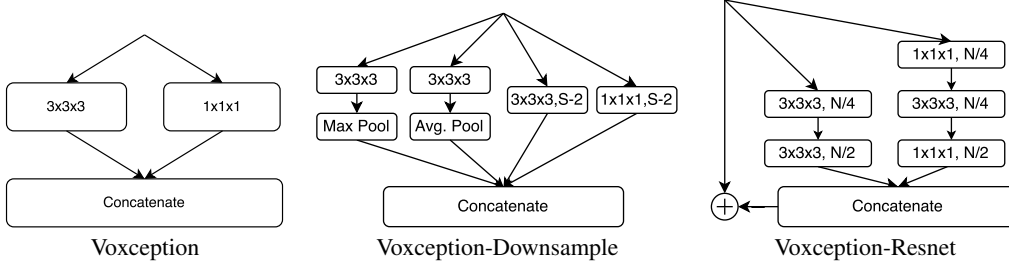 3x3x3
1x1x1
Concatenate
Voxception
3x3x3
3x3x3
3x3x3,S-2
1x1x1,S-2
Max Pool
Avg. Pool
Concatenate
Voxception-Downsample
1x1x1, N/4
3x3x3, N/4
3x3x3, N/4
3x3x3, N/2
1x1x1, N/2
+
Concatenate
Voxception-Resnet